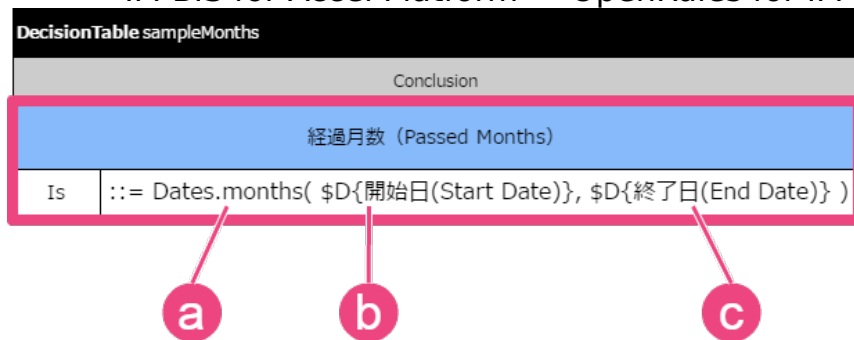 DecisionTable sampleMonths
Conclusion
経過月数（Passed Months）
Is ::= Dates.months( $D{開始日(Start Date)}, $D{終了日(End Date)} )
a b c